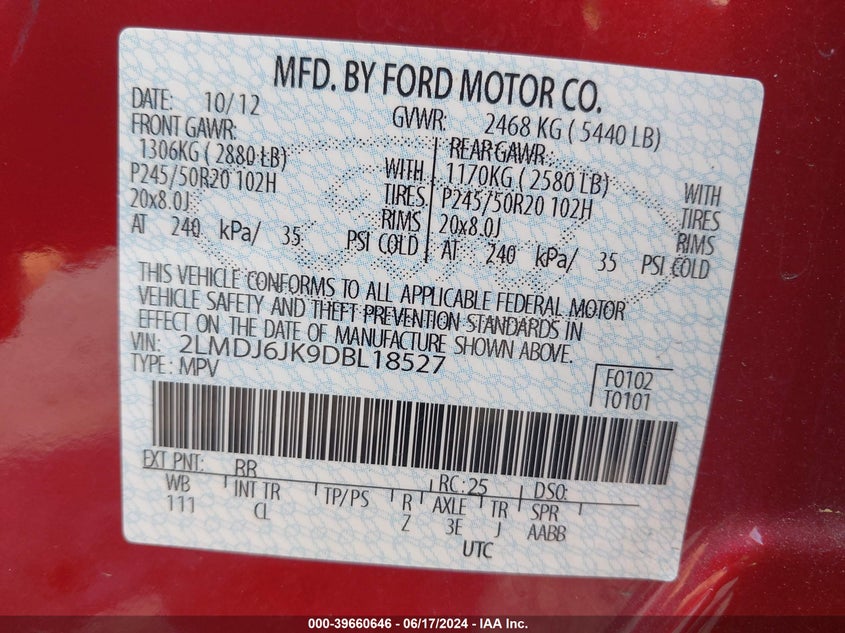 MFD. BY FORD MOTOR CO.
DATE: 10/12 GVWR: 2468 KG ( 5440 LB)
FRONT GAWR: REAR GAWR:
1306KG ( 2880 LB) WITH 1170KG ( 2580 LB) WITH
P245/50R20 102H TIRES P245/50R20 102H TIRES
20x8.0J RIMS 20x8.0J RIMS
AT 240 kPa/ 35 PSI COLD AT 240 kPa/ 35 PSI COLD
THIS VEHICLE CONFORMS TO ALL APPLICABLE FEDERAL MOTOR
VEHICLE SAFETY AND THEFT PREVENTION STANDARDS IN
EFFECT ON THE DATE OF MANUFACTURE SHOWN ABOVE.
VIN: 2LMDJ6JK9DBL18527
TYPE: MPV
F0102
T0101
EXT PNT: RR RC: 25 DSO:
WB INT TR TP/PS R AXLE TR SPR
111 CL Z 3E J AABB
UTC
000-39660646 - 06/17/2024 - IAA Inc.